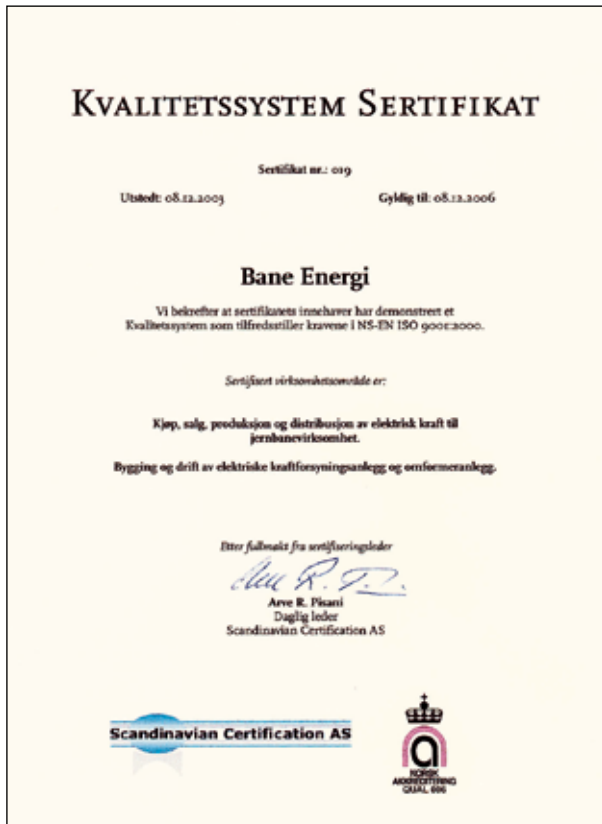 KVALITETSSYSTEM SERTIFIKAT
Sertifikat nr.: 019
Utstedt: 08.12.2003 Gyldig til: 08.12.2006
Bane Energi
Vi bekrefter at sertifikatets innehaver har demonstrert et
Kvalitetssystem som tilfredsstiller kravene i NS-EN ISO 9001:2000.
Sertifisert virksomhetsområde er:
Kjøp, salg, produksjon og distribusjon av elektrisk kraft til
jernbanevirksomhet.
Bygging og drift av elektriske kraftforsyningsanlegg og omformeranlegg.
Etter fullmakt fra sertifiseringsleder
Arve R. Pisani
Daglig leder
Scandinavian Certification AS
Scandinavian Certification AS
NORSK
AKKREDITERING
QUAL 006